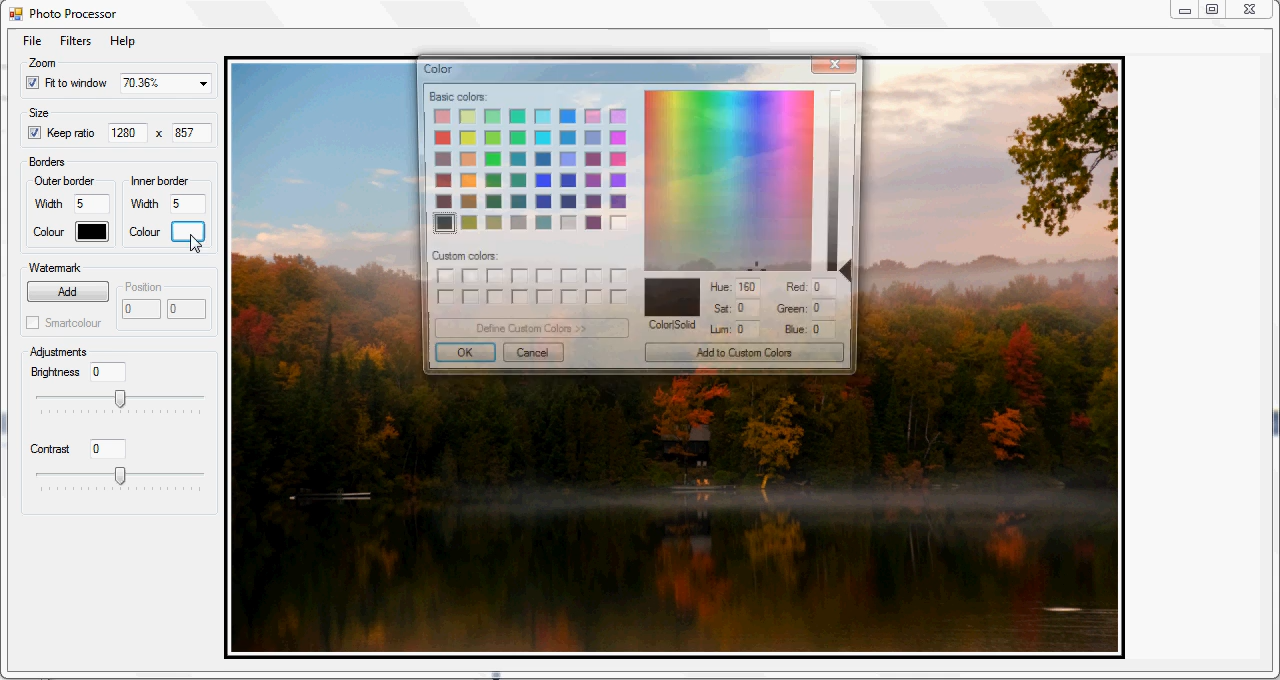 Photo Processor
File Filters Help
Zoom
Fit to window 70.36%
Size
Keep ratio 1280 x 857
Borders
Outer border Inner border
Width 5 Width 5
Colour Colour
Watermark
Add Position
0 0
Smartcolour
Adjustments
Brightness 0
Contrast 0
Color
Basic colors:
Custom colors:
Define Custom Colors >>
OK Cancel
Color|Solid
Hue: 160 Red: 0
Sat: 0 Green: 0
Lum: 0 Blue: 0
Add to Custom Colors